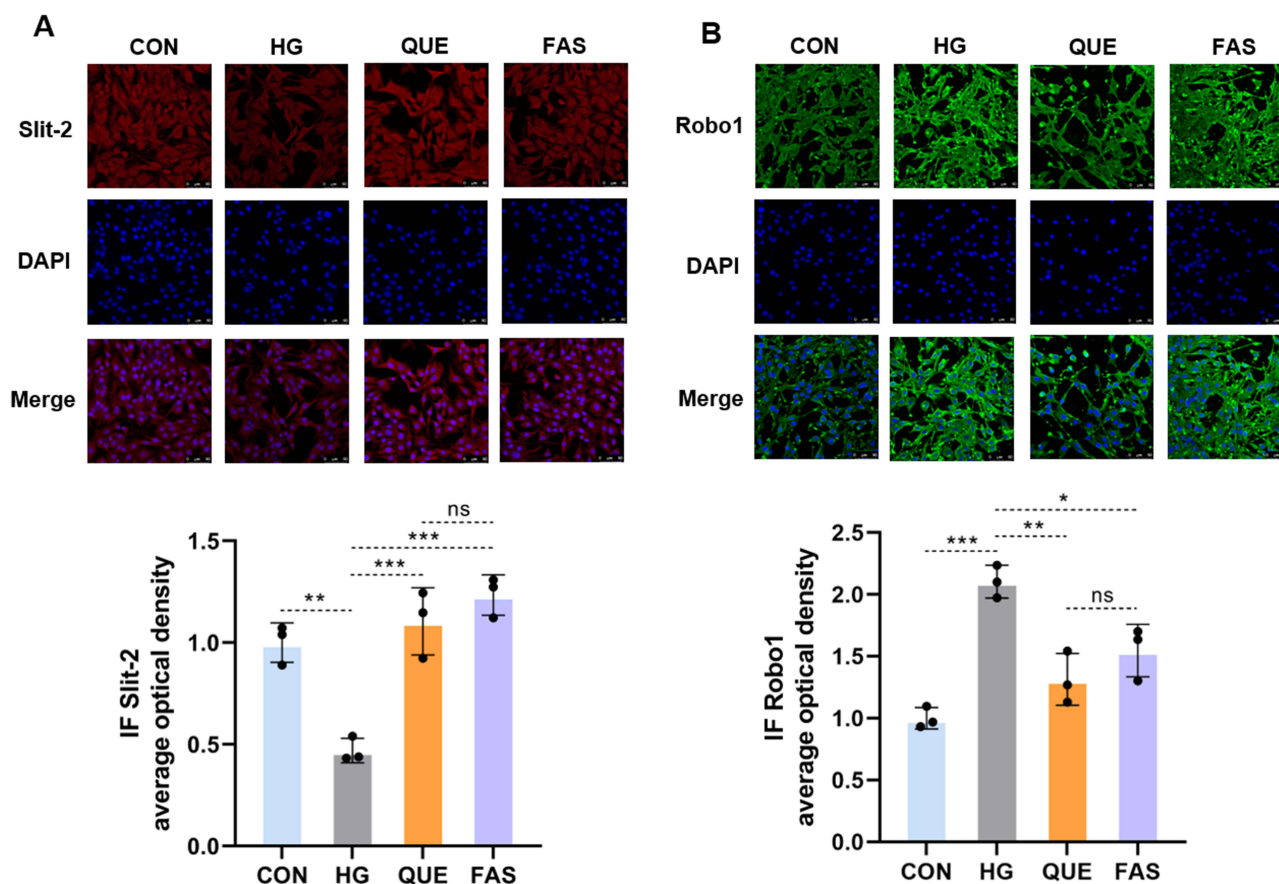 A
CON HG QUE FAS
Slit-2
DAPI
Merge
B
CON HG QUE FAS
Robo1
DAPI
Merge
IF Slit-2
average optical density
1.5
1.0
0.5
0.0
**
***
***
ns
CON HG QUE FAS
IF Robo1
average optical density
2.5
2.0
1.5
1.0
0.5
0.0
***
**
*
ns
CON HG QUE FAS